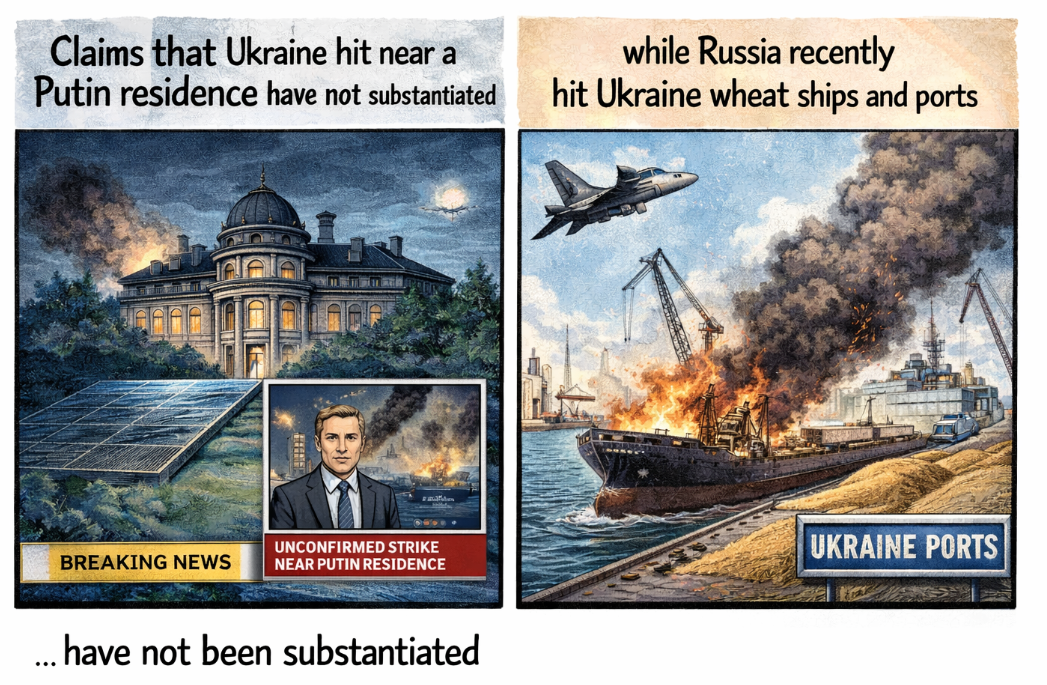 Claims that Ukraine hit near a
Putin residence have not substantiated
while Russia recently
hit Ukraine wheat ships and ports
BREAKING NEWS
UNCONFIRMED STRIKE
NEAR PUTIN RESIDENCE
UKRAINE PORTS
... have not been substantiated